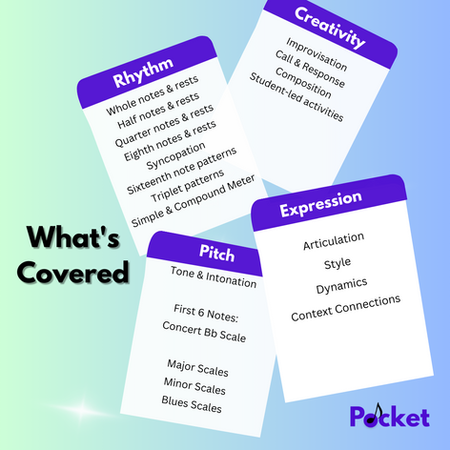 Creativity
Improvisation
Call & Response
Composition
Student-led activities
Rhythm
Whole notes & rests
Half notes & rests
Quarter notes & rests
Eighth notes & rests
Syncopation
Sixteenth note patterns
Triplet patterns
Simple & Compound Meter
What's
Covered
Expression
Articulation
Style
Dynamics
Context Connections
Pitch
Tone & Intonation
First 6 Notes:
Concert Bb Scale
Major Scales
Minor Scales
Blues Scales
Pocket